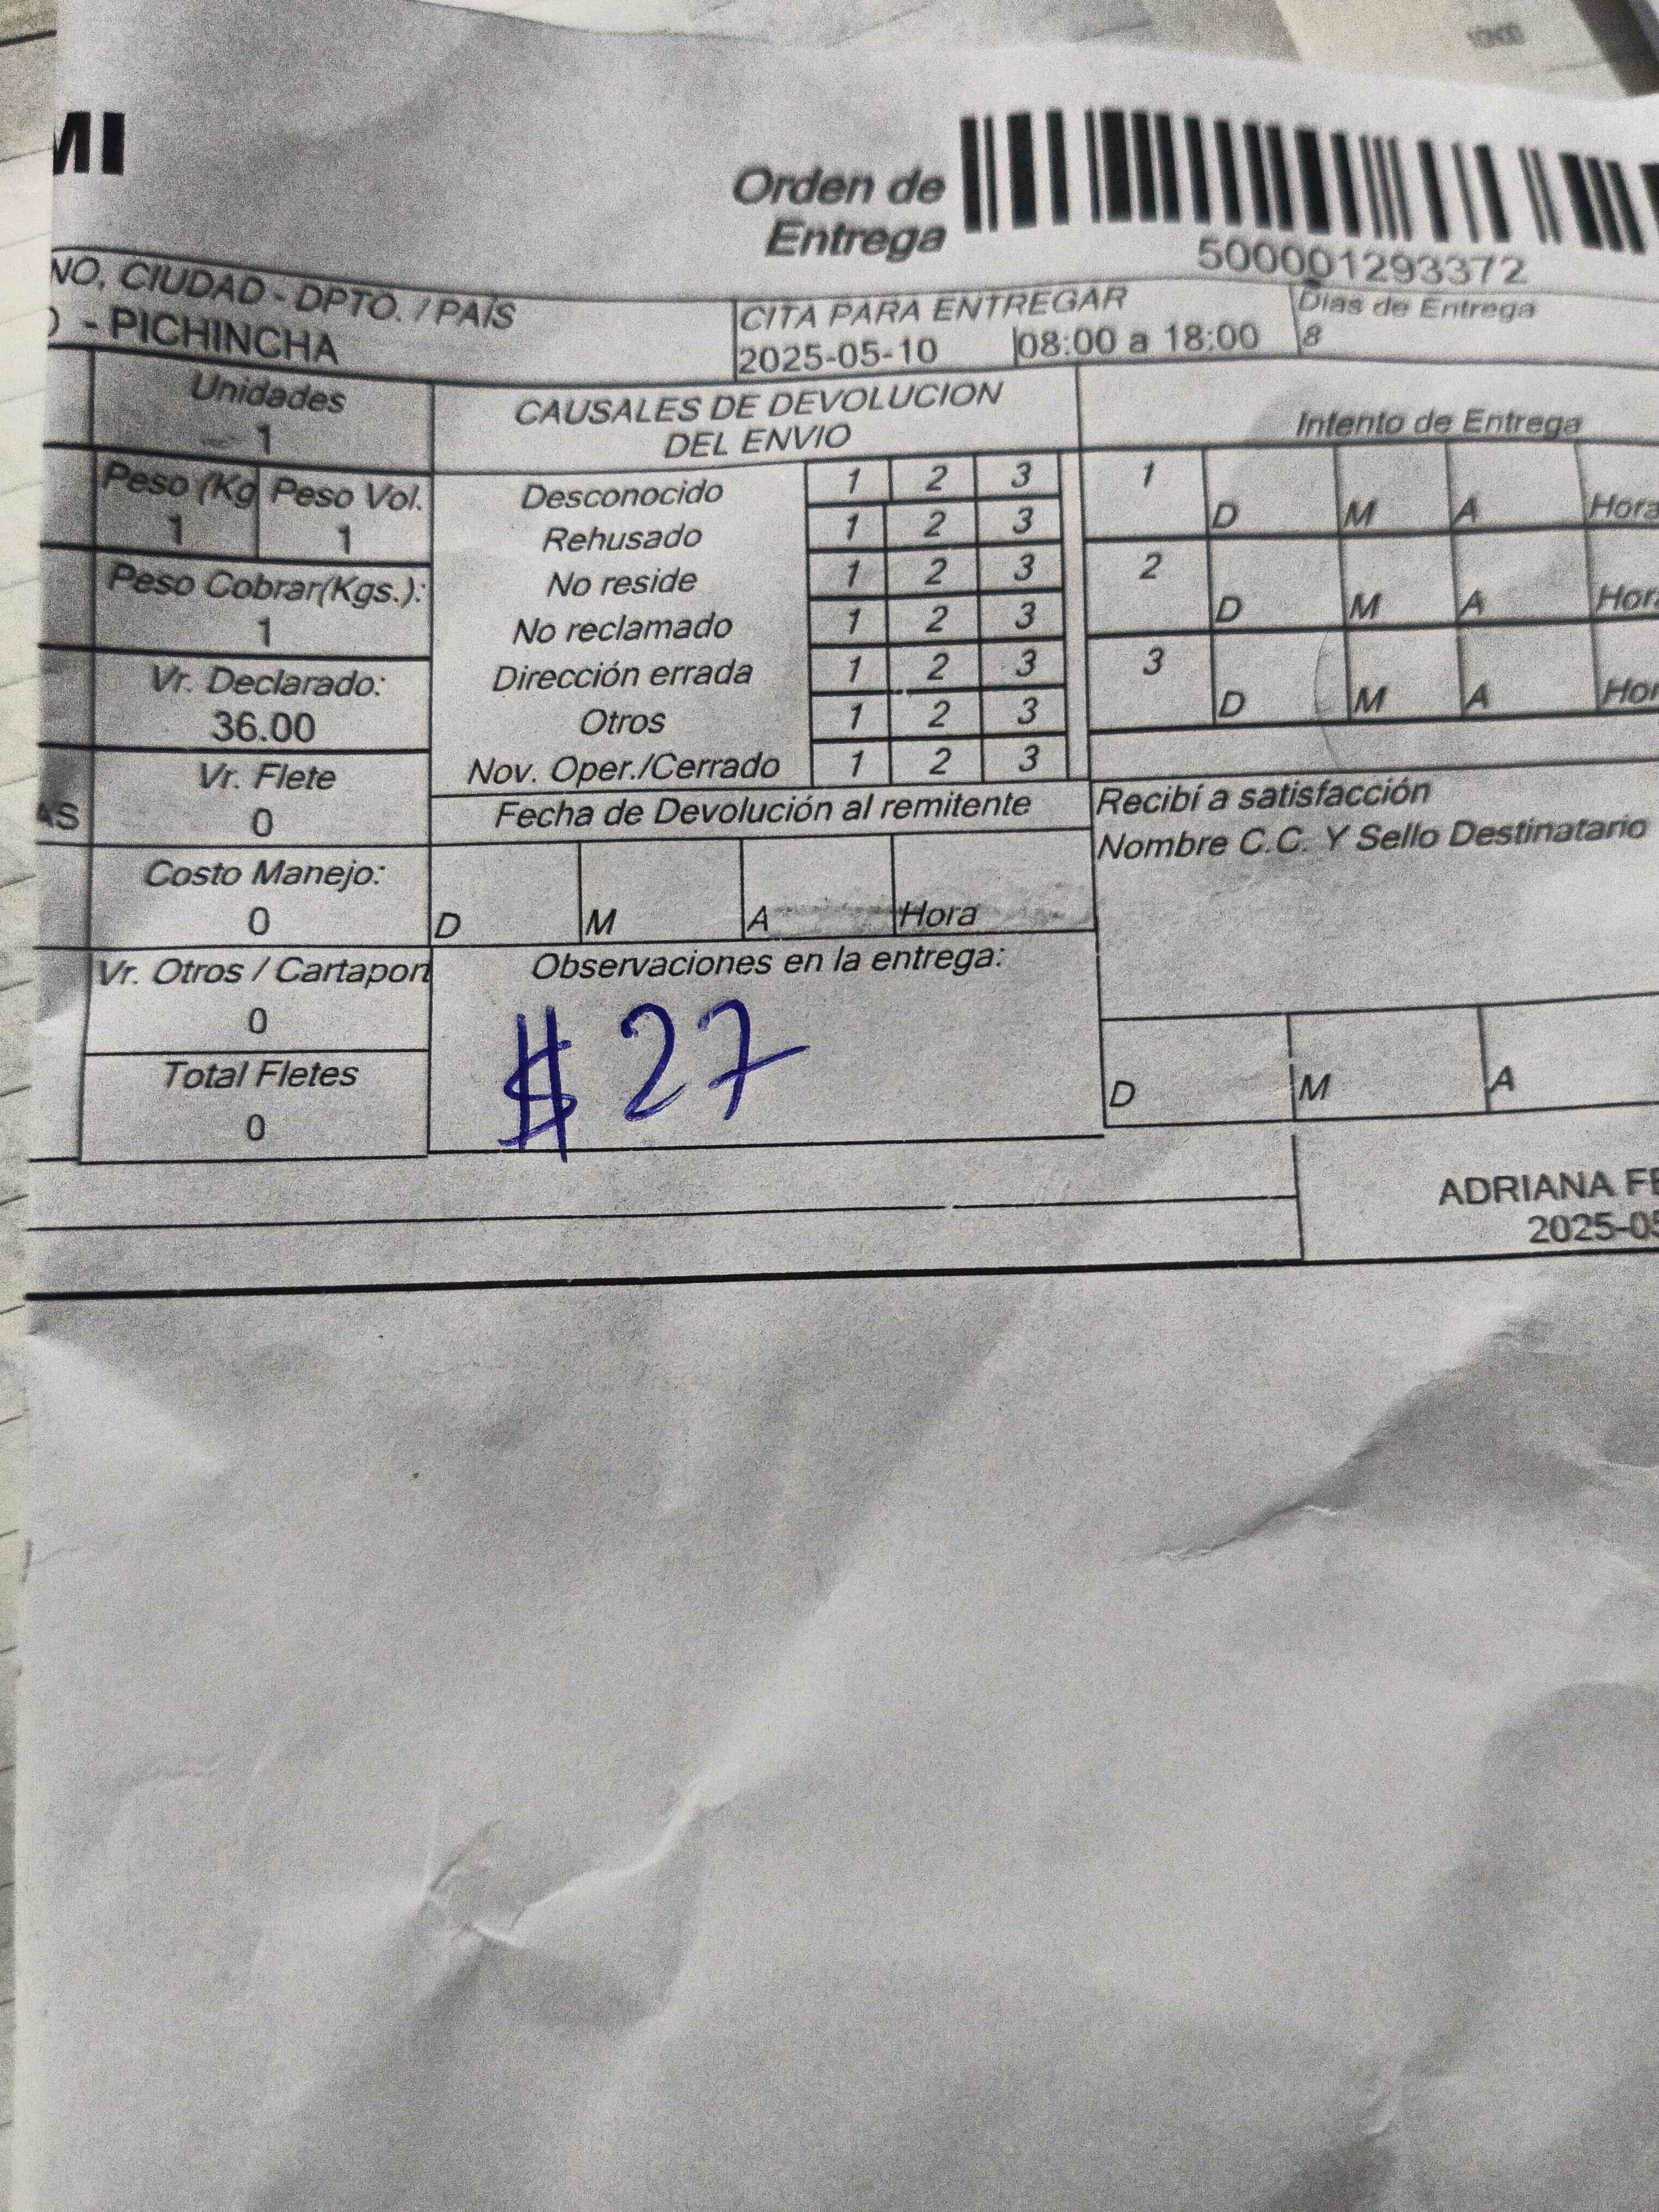 MI
Orden de
Entrega
500001293372
NO, CIUDAD - DPTO. / PAÍS
- PICHINCHA
CITA PARA ENTREGAR
2025-05-10 08:00 a 18:00
Dias de Entrega
8
Unidades
1
Peso (Kg Peso Vol.
1 1
Peso Cobrar(Kgs.):
1
Vr. Declarado:
36.00
Vr. Flete
0
AS
Costo Manejo:
0
Vr. Otros / Cartaport
0
Total Fletes
0
CAUSALES DE DEVOLUCION
DEL ENVIO
Desconocido 1 2 3
Rehusado 1 2 3
No reside 1 2 3
No reclamado 1 2 3
Dirección errada 1 2 3
Otros 1 2 3
Nov. Oper./Cerrado 1 2 3
Fecha de Devolución al remitente
D M A Hora
Observaciones en la entrega:
$ 27
Intento de Entrega
1 D M A Hora
2 D M A Hora
3 D M A Hor
Recibí a satisfacción
Nombre C.C. Y Sello Destinatario
D M A
ADRIANA FE
2025-05